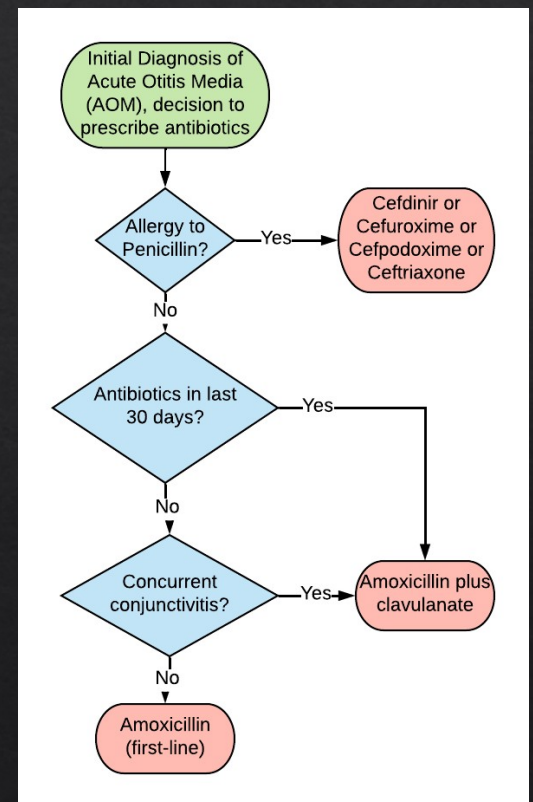 Initial Diagnosis of
Acute Otitis Media
(AOM), decision to
prescribe antibiotics
Allergy to
Penicillin?
Yes
Cefdinir or
Cefuroxime or
Cefpodoxime or
Ceftriaxone
No
Antibiotics in last
30 days?
Yes
No
Concurrent
conjunctivitis?
Yes
Amoxicillin plus
clavulanate
No
Amoxicillin
(first-line)